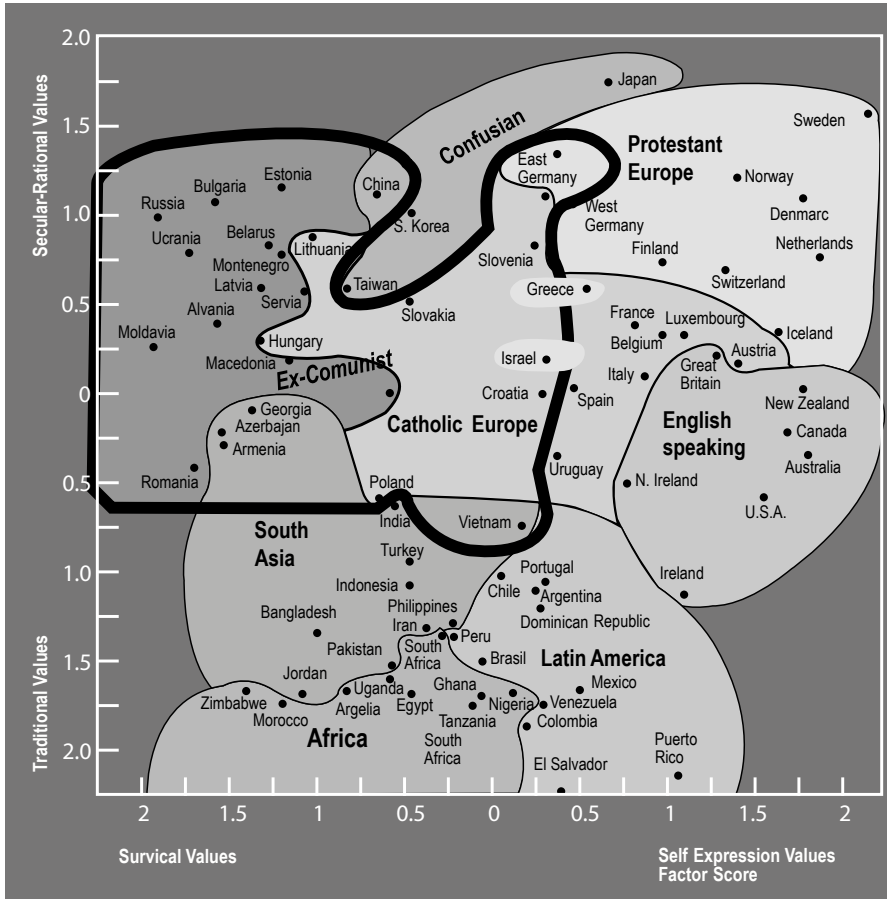 2.0
Secular-Rational Values
1.5
1.0
0.5
0
0.5
1.0
1.5
2.0
Traditional Values
Japan
Confusian
Sweden
Protestant
Europe
East
Germany
Norway
Estonia
China
Bulgaria
Russia
Denmarc
West
Germany
S. Korea
Belarus
Ucrania
Lithuania
Netherlands
Finland
Slovenia
Montenegro
Switzerland
Latvia
Servia
Taiwan
Greece
Slovakia
Alvania
France
Luxembourg
Moldavia
Hungary
Belgium
Iceland
Israel
Austria
Macedonia
Great
Britain
Ex-Comunist
Italy
Croatia
Spain
New Zealand
Georgia
Azerbajan
Catholic Europe
English
speaking
Canada
Armenia
Australia
Uruguay
Romania
Poland
N. Ireland
U.S.A.
India
Vietnam
South
Asia
Turkey
Portugal
Ireland
Indonesia
Chile
Argentina
Philippines
Dominican Republic
Bangladesh
Iran
Peru
Pakistan
South
Africa
Brasil
Latin America
Jordan
Uganda
Ghana
Mexico
Zimbabwe
Argelia
Egypt
Nigeria
Venezuela
Morocco
Tanzania
Colombia
Africa
South
Africa
Puerto
Rico
El Salvador
2
1.5
1
0.5
0
0.5
1
1.5
2
Survical Values
Self Expression Values
Factor Score